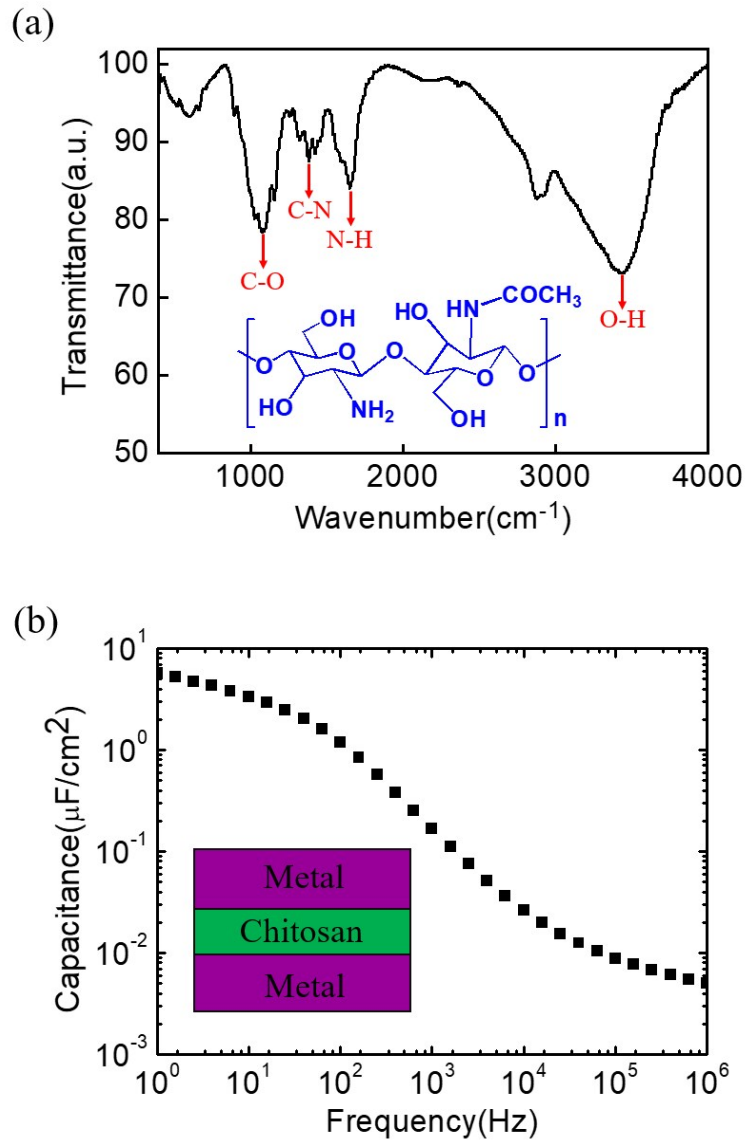 (a)
100
90
80
70
60
50
Transmittance(a.u.)
C-O
C-N
N-H
O-H
OH
HO
HN
COCH₃
O
O
O
O
O
HO
NH₂
OH
n
1000
2000
3000
4000
Wavenumber(cm⁻¹)
(b)
10¹
10⁰
10⁻¹
10⁻²
10⁻³
Capacitance(μF/cm²)
Metal
Chitosan
Metal
10⁰
10¹
10²
10³
10⁴
10⁵
10⁶
Frequency(Hz)